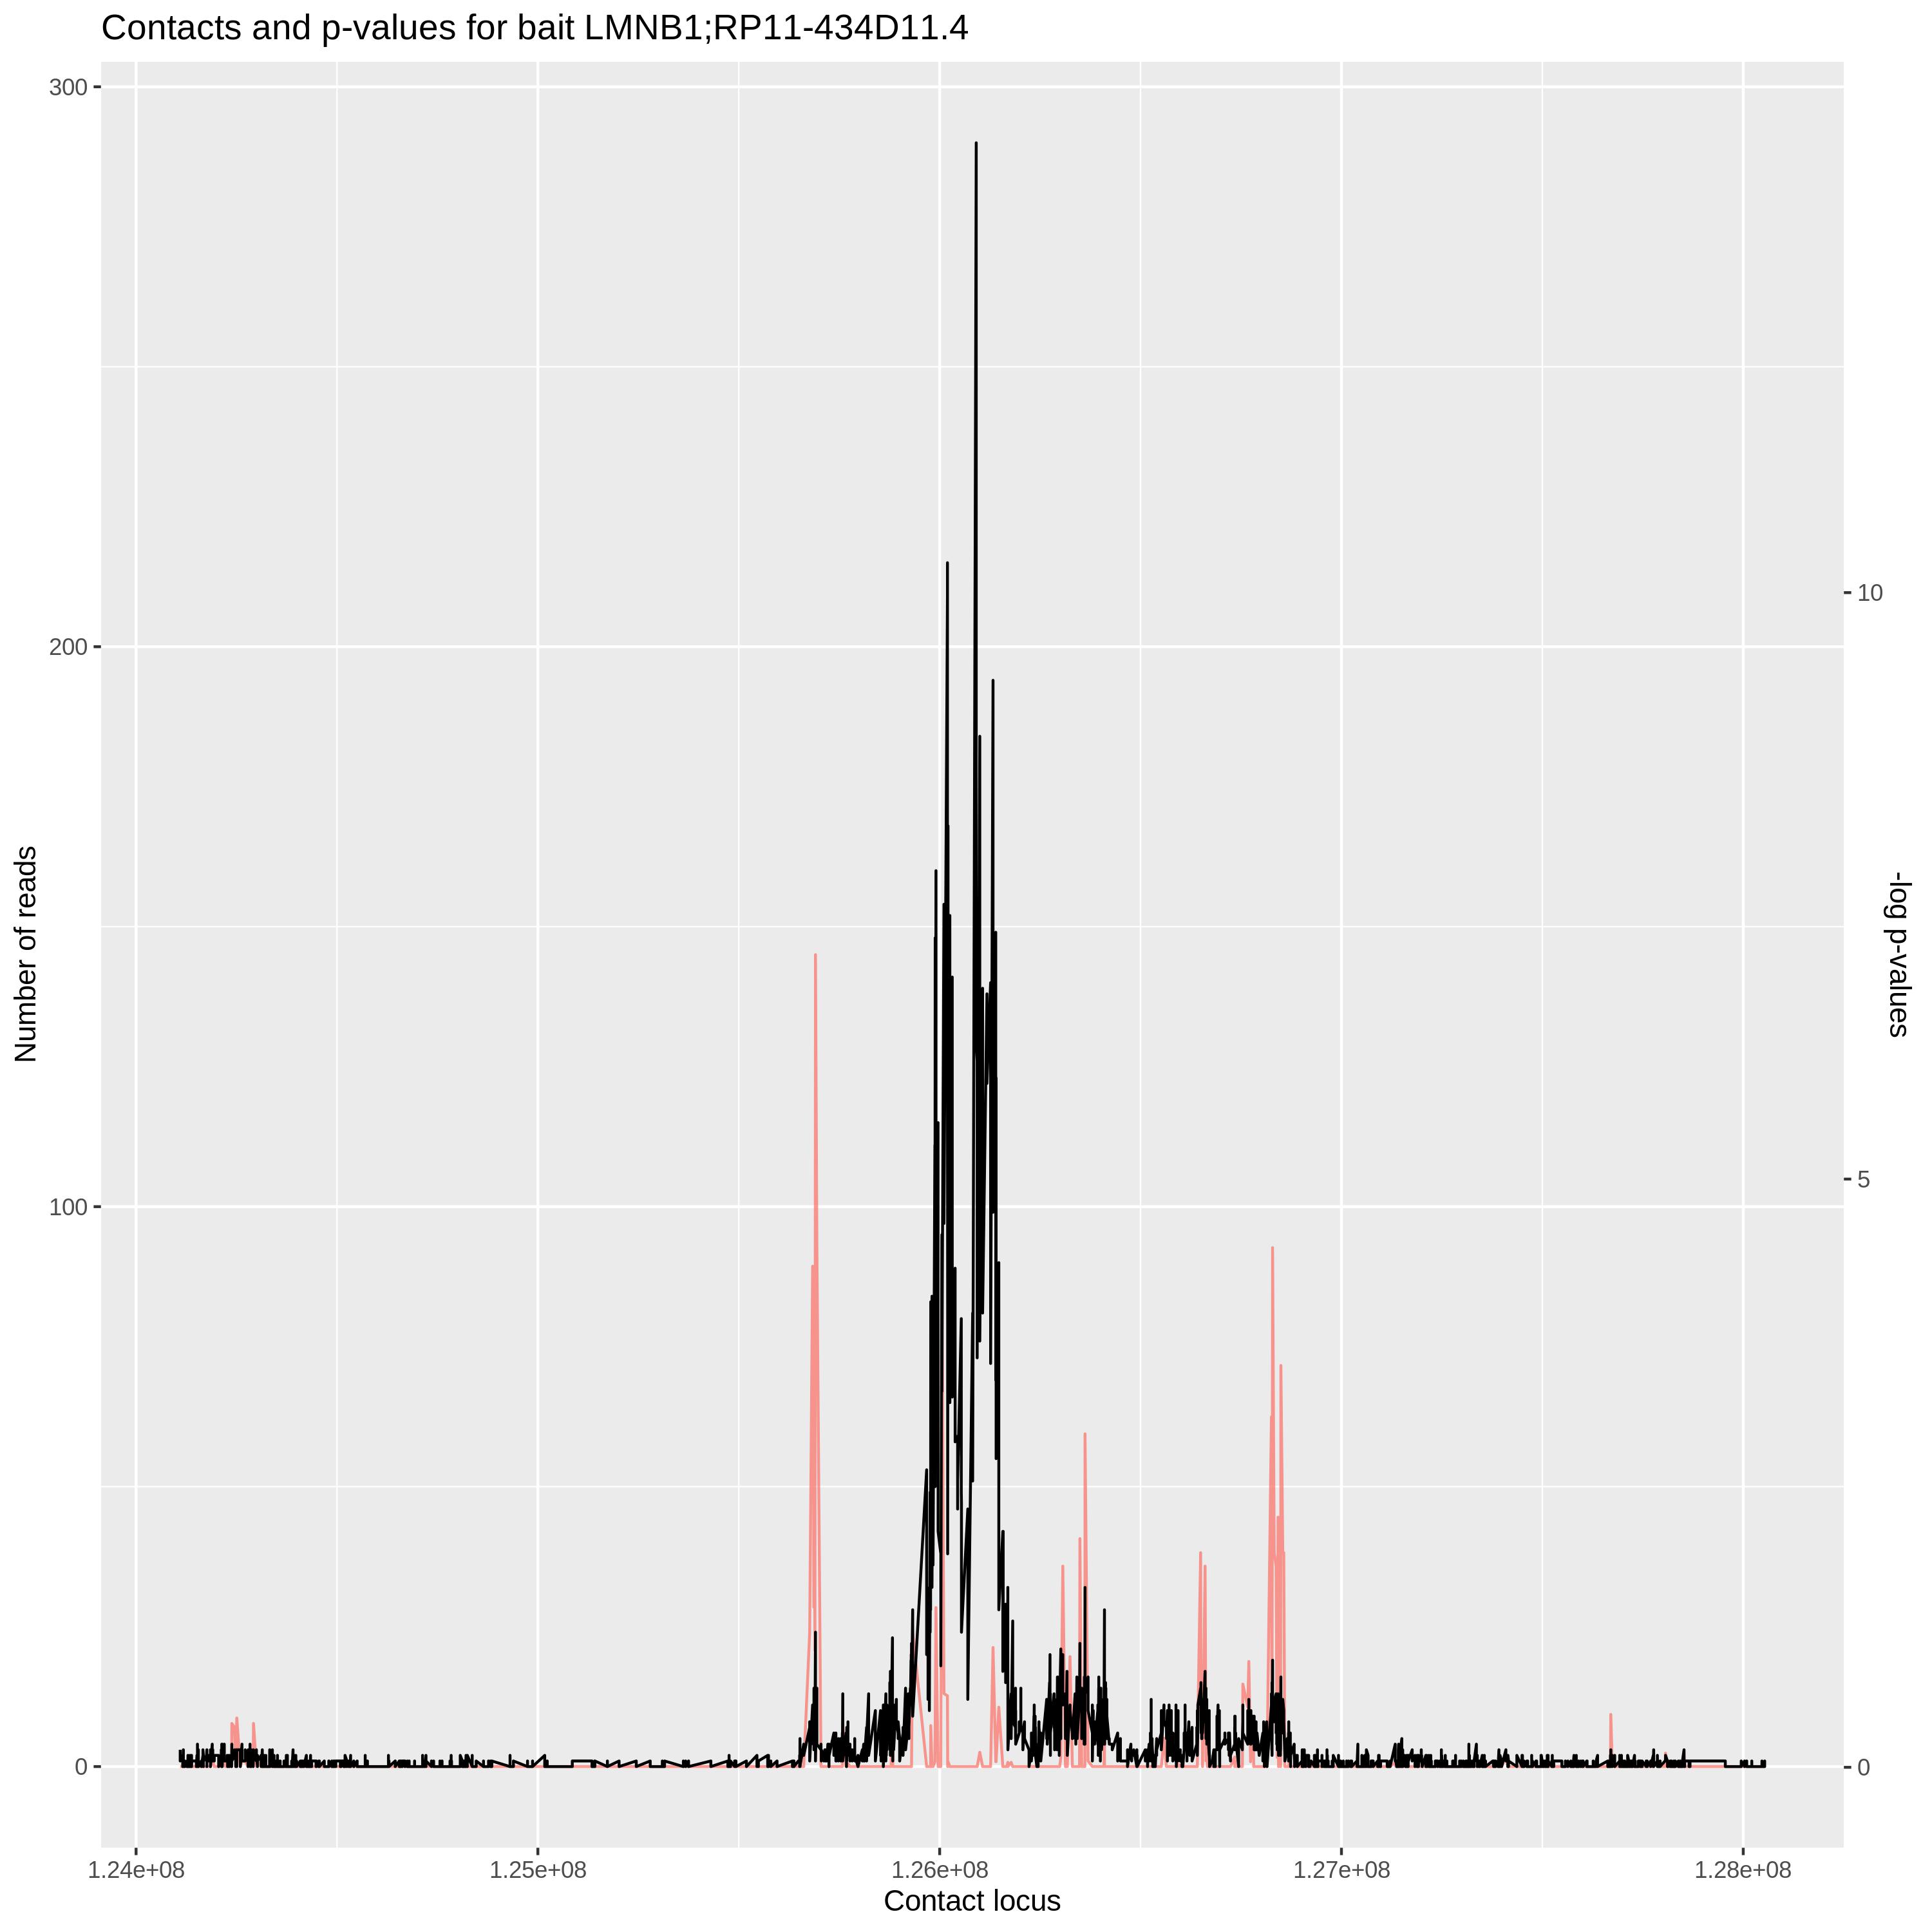 Contacts and p-values for bait LMNB1;RP11-434D11.4
300
200
100
0
Number of reads
10
5
0
-log p-values
1.24e+08 1.25e+08 1.26e+08 1.27e+08 1.28e+08
Contact locus